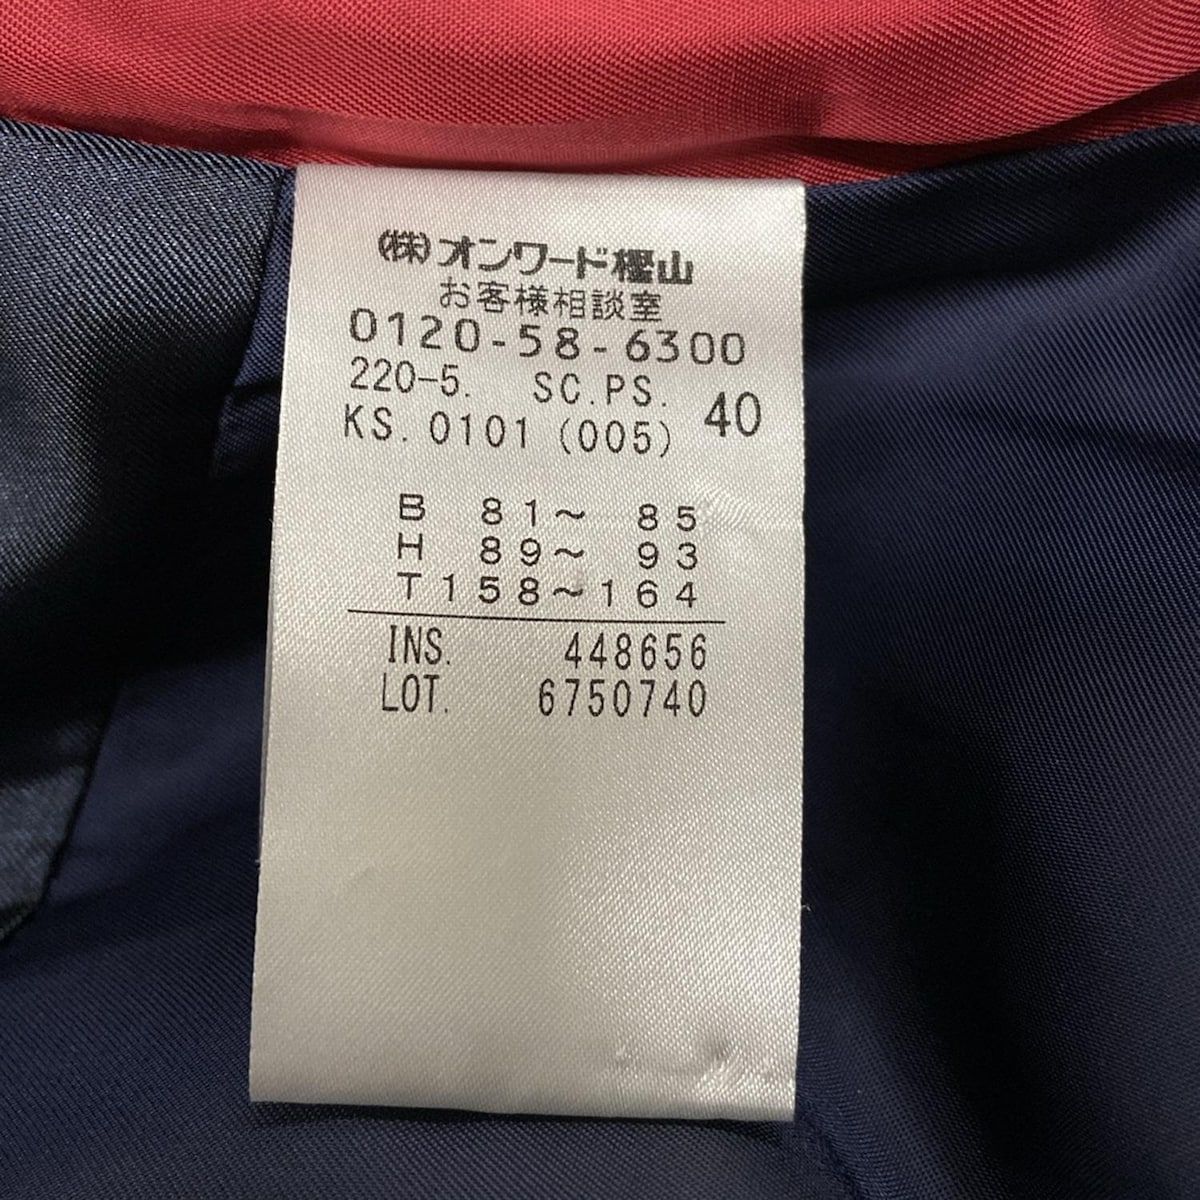 (株)オンワード樫山
お客様相談室
0120-58-6300
220-5. SC.PS. 40
KS.0101 (005)
B 81〜 85
H 89〜 93
T158〜164
INS. 448656
LOT. 6750740